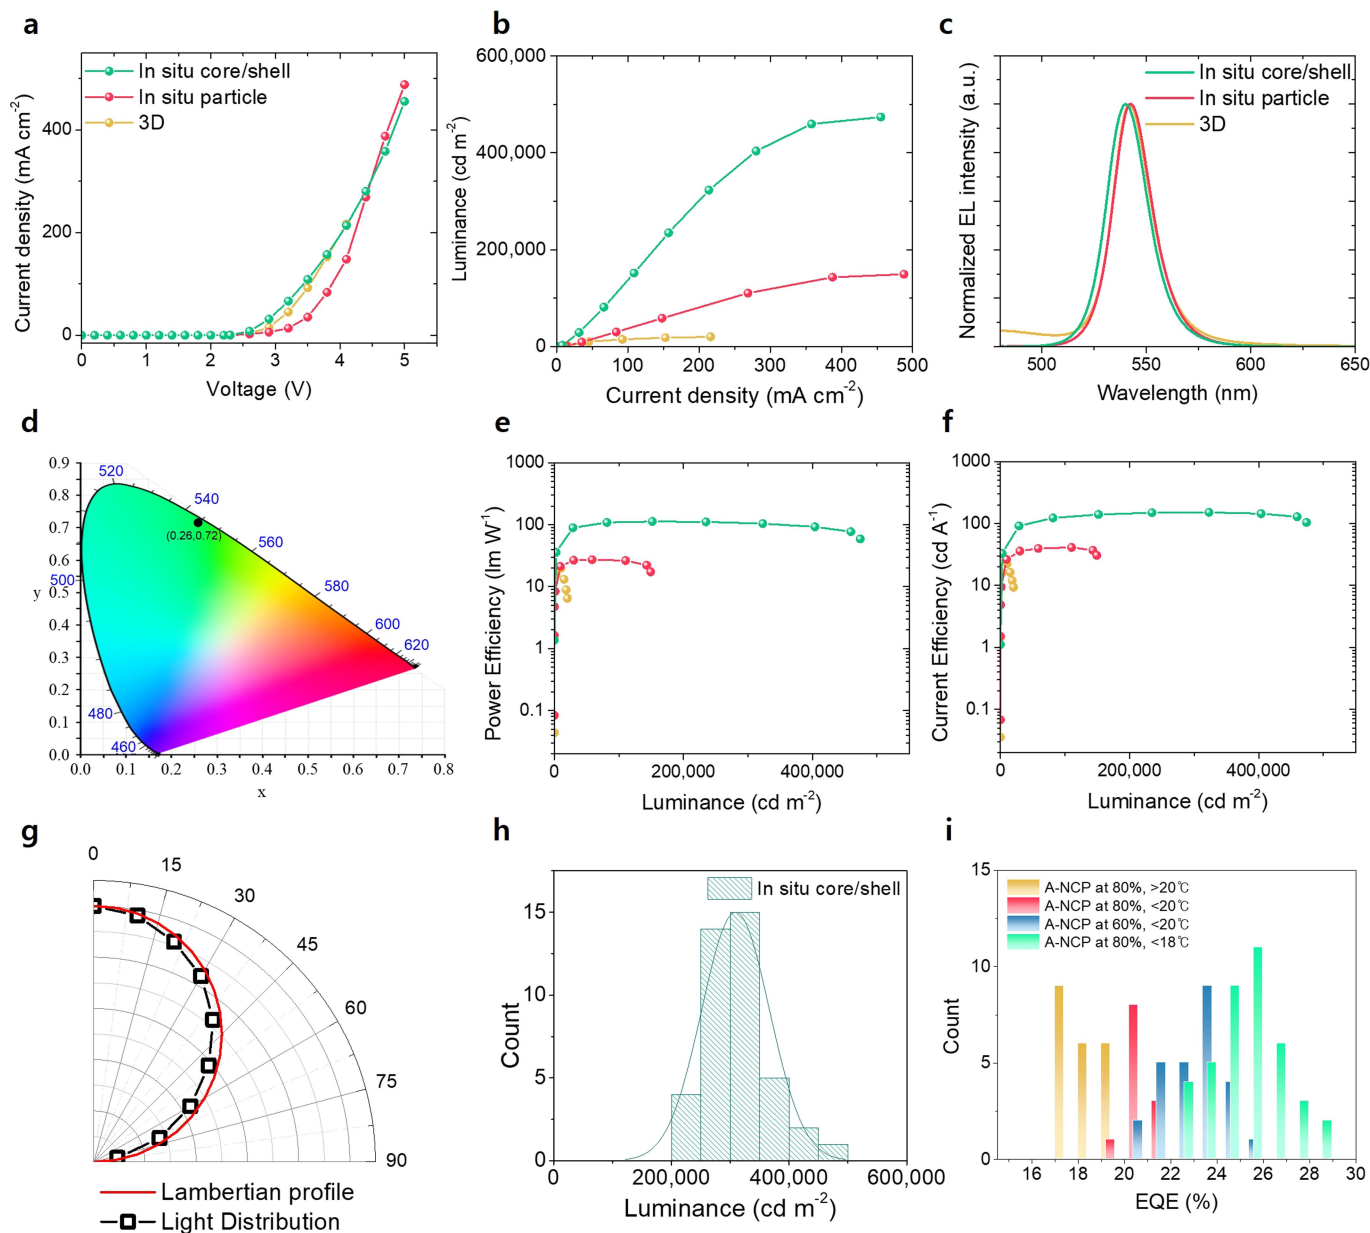 a
In situ core/shell
In situ particle
3D
400
200
0
Current density (mA cm-2)
0 1 2 3 4 5
Voltage (V)
b
600,000
400,000
200,000
0
Luminance (cd m-2)
0 100 200 300 400 500
Current density (mA cm-2)
c
In situ core/shell
In situ particle
3D
Normalized EL intensity (a.u.)
500 550 600 650
Wavelength (nm)
d
0.9
0.8
0.7
0.6
0.5
0.4
0.3
0.2
0.1
0.0
y
520
540
(0.26,0.72)
560
500
580
600
620
480
460
0.0 0.1 0.2 0.3 0.4 0.5 0.6 0.7 0.8
x
e
1000
100
10
1
0.1
Power Efficiency (lm W-1)
0 200,000 400,000
Luminance (cd m-2)
f
1000
100
10
1
0.1
Current Efficiency (cd A-1)
0 200,000 400,000
Luminance (cd m-2)
g
0
15
30
45
60
75
90
Lambertian profile
Light Distribution
h
In situ core/shell
15
10
5
0
Count
0 200,000 400,000 600,000
Luminance (cd m-2)
i
15
10
5
0
Count
A-NCP at 80%, >20℃
A-NCP at 80%, <20℃
A-NCP at 60%, <20℃
A-NCP at 80%, <18℃
16 18 20 22 24 26 28 30
EQE (%)